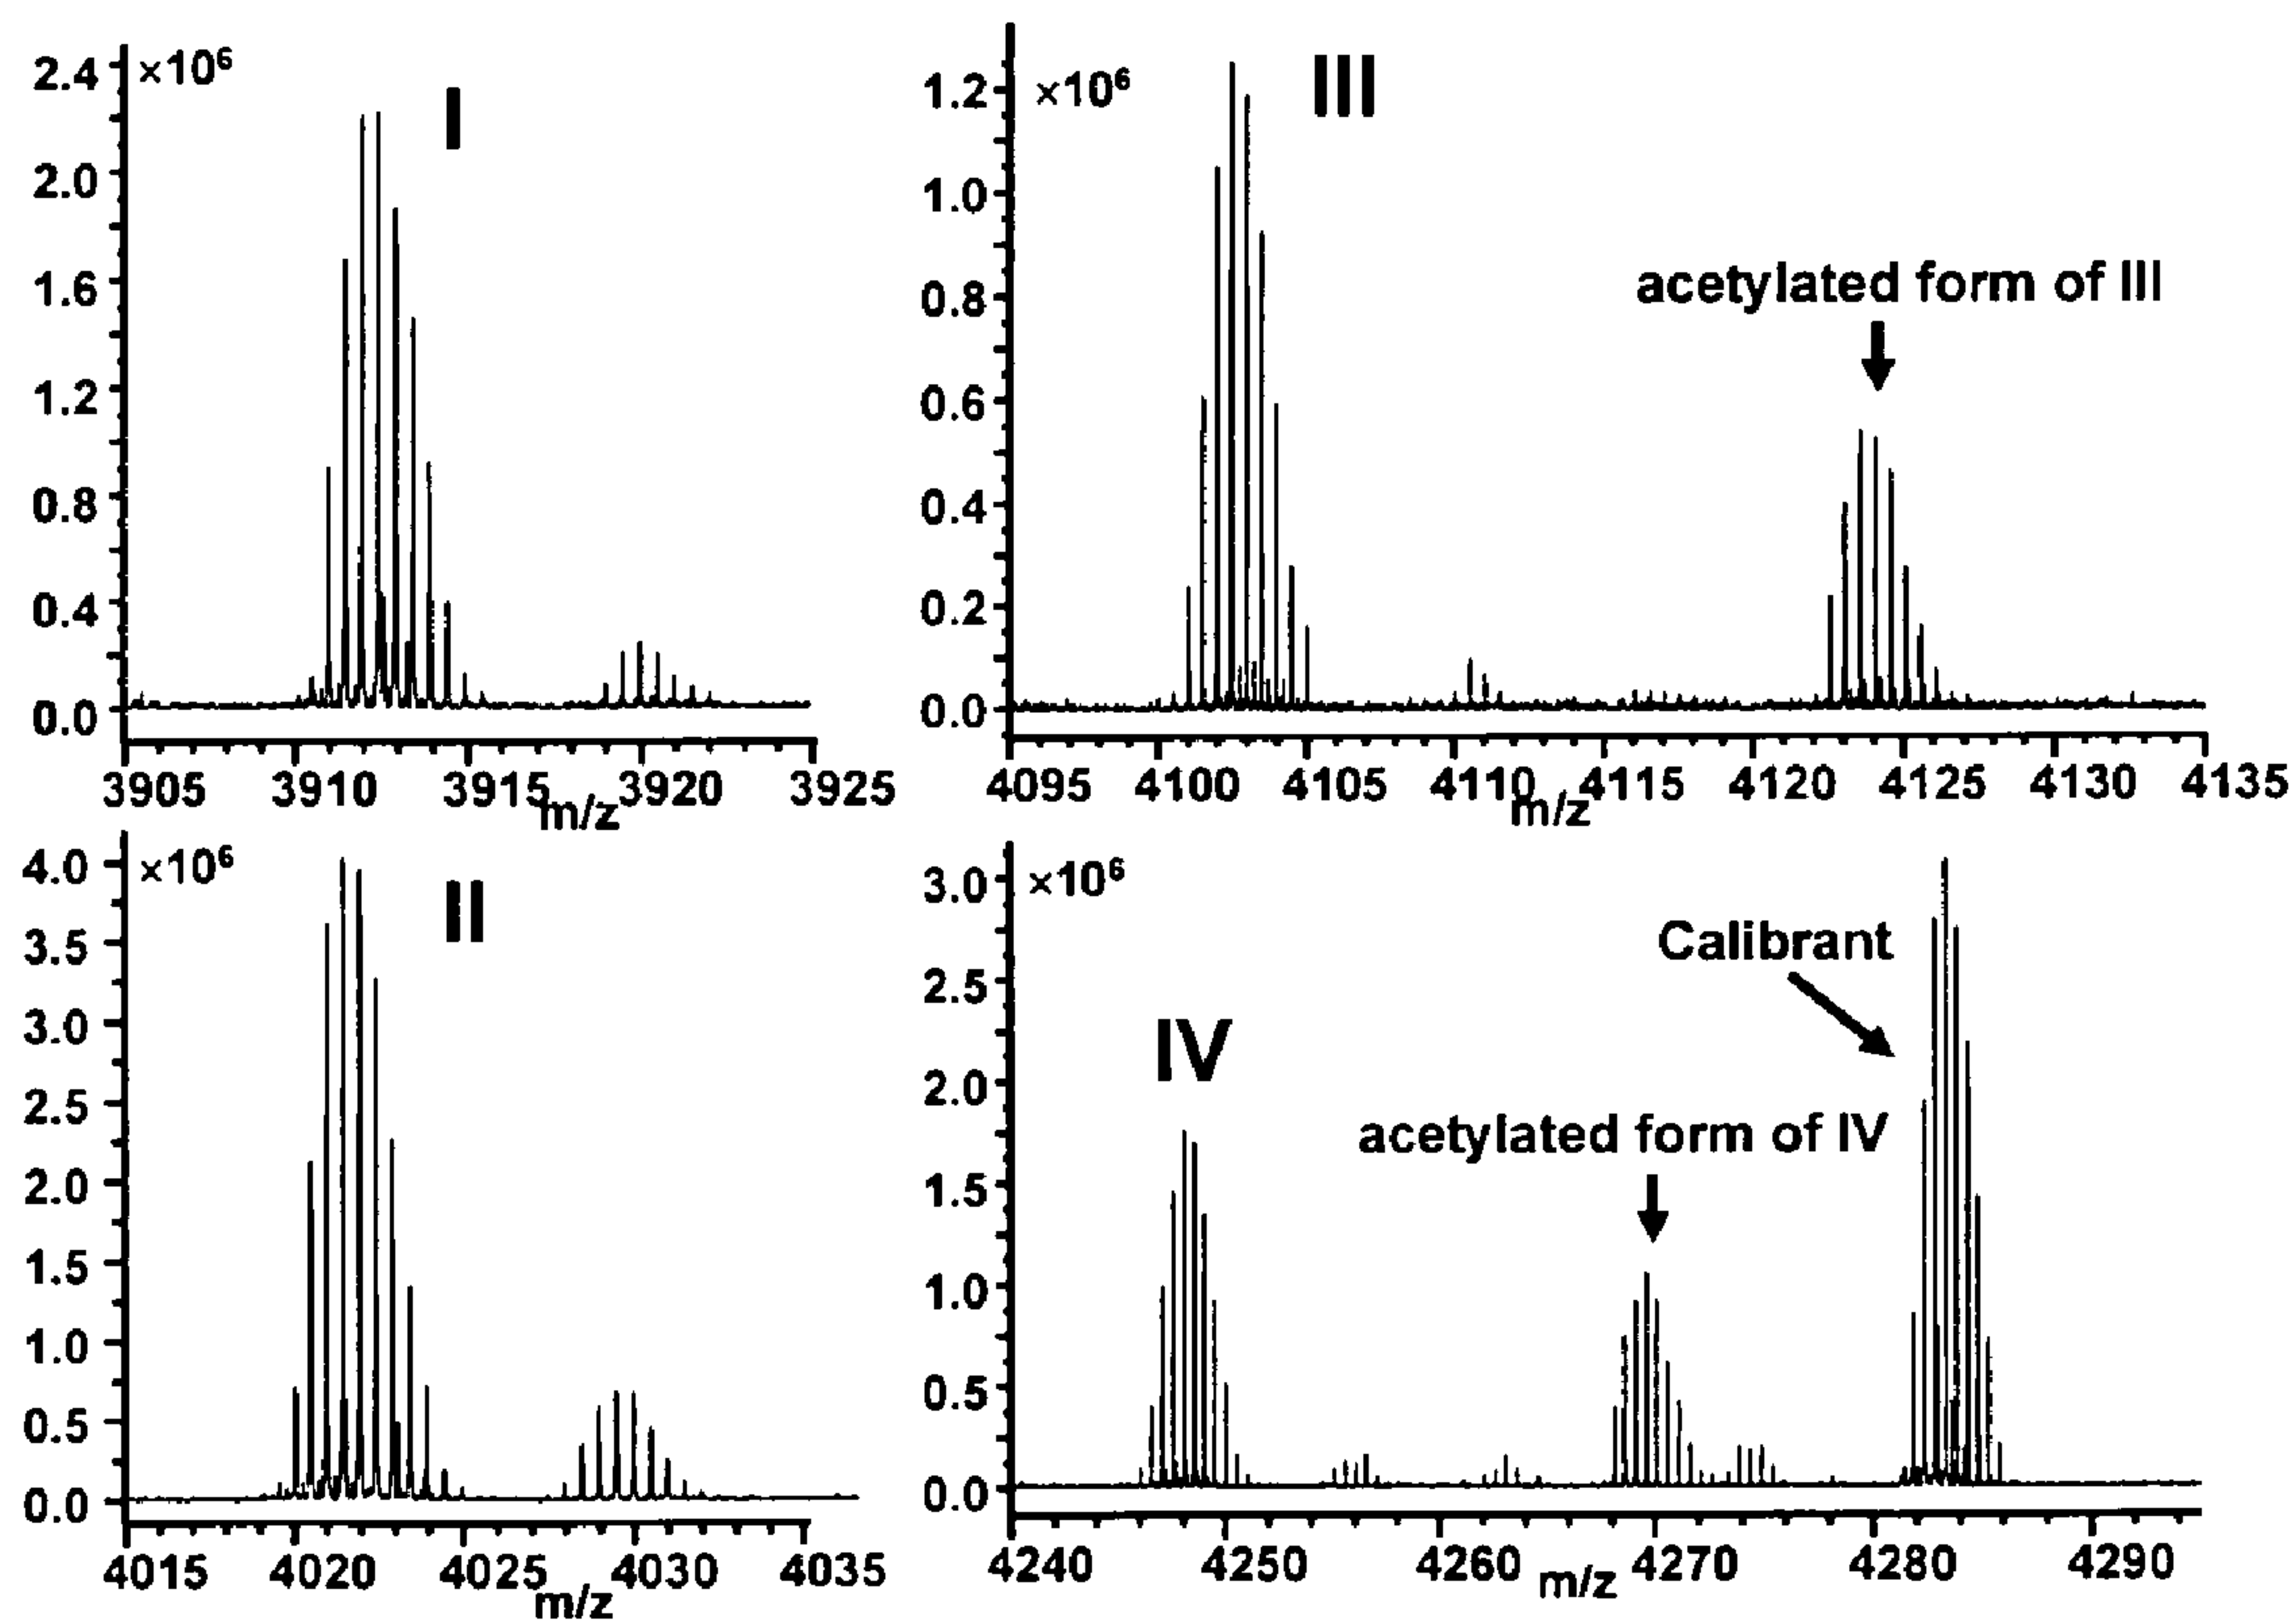 2.4
×10⁶
I
2.0
1.6
1.2
0.8
0.4
0.0
3905 3910 3915 3920 3925
m/z
1.2
×10⁶
III
1.0
0.8
acetylated form of III
0.6
0.4
0.2
0.0
4095 4100 4105 4110 4115 4120 4125 4130 4135
m/z
4.0
×10⁶
II
3.5
3.0
2.5
2.0
1.5
1.0
0.5
0.0
4015 4020 4025 4030 4035
m/z
3.0
×10⁶
Calibrant
2.5
IV
2.0
acetylated form of IV
1.5
1.0
0.5
0.0
4240 4250 4260 4270 4280 4290
m/z